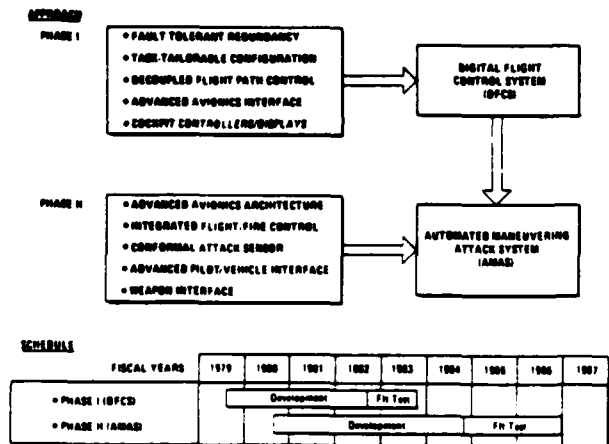 APPROACH
PHASE I
• FAULT TOLERANT REDUNDANCY
• TASK-TAILORABLE CONFIGURATION
• DECOUPLED FLIGHT PATH CONTROL
• ADVANCED AVIONICS INTERFACE
• COCKPIT CONTROLLERS/DISPLAYS
DIGITAL FLIGHT
CONTROL SYSTEM
(DFCS)
PHASE II
• ADVANCED AVIONICS ARCHITECTURE
• INTEGRATED FLIGHT/FIRE CONTROL
• CONFORMAL ATTACK SENSOR
• ADVANCED PILOT/VEHICLE INTERFACE
• WEAPON INTERFACE
AUTOMATED MANEUVERING
ATTACK SYSTEM
(AMAS)
SCHEDULE
FISCAL YEARS 1979 1980 1981 1982 1983 1984 1985 1986 1987
• PHASE I (DFCS) Development Flt Test
• PHASE II (AMAS) Development Flt Test